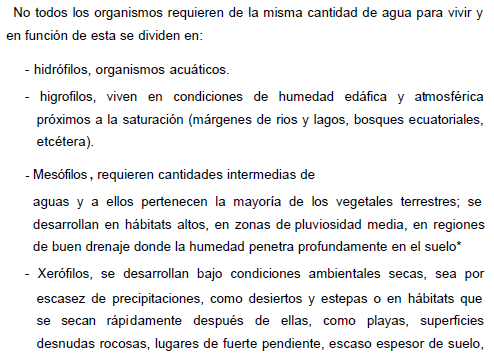 No todos los organismos requieren de la misma cantidad de agua para vivir y
en función de esta se dividen en:
- hidrófilos, organismos acuáticos.
- higrofilos, viven en condiciones de humedad edáfica y atmosférica
próximos a la saturación (márgenes de rios y lagos, bosques ecuatoriales,
etcétera).
- Mesófilos, requieren cantidades intermedias de
aguas y a ellos pertenecen la mayoría de los vegetales terrestres; se
desarrollan en hábitats altos, en zonas de pluviosidad media, en regiones
de buen drenaje donde la humedad penetra profundamente en el suelo*
- Xerófilos, se desarrollan bajo condiciones ambientales secas, sea por
escasez de precipitaciones, como desiertos y estepas o en hábitats que
se secan rápidamente después de ellas, como playas, superficies
desnudas rocosas, lugares de fuerte pendiente, escaso espesor de suelo,